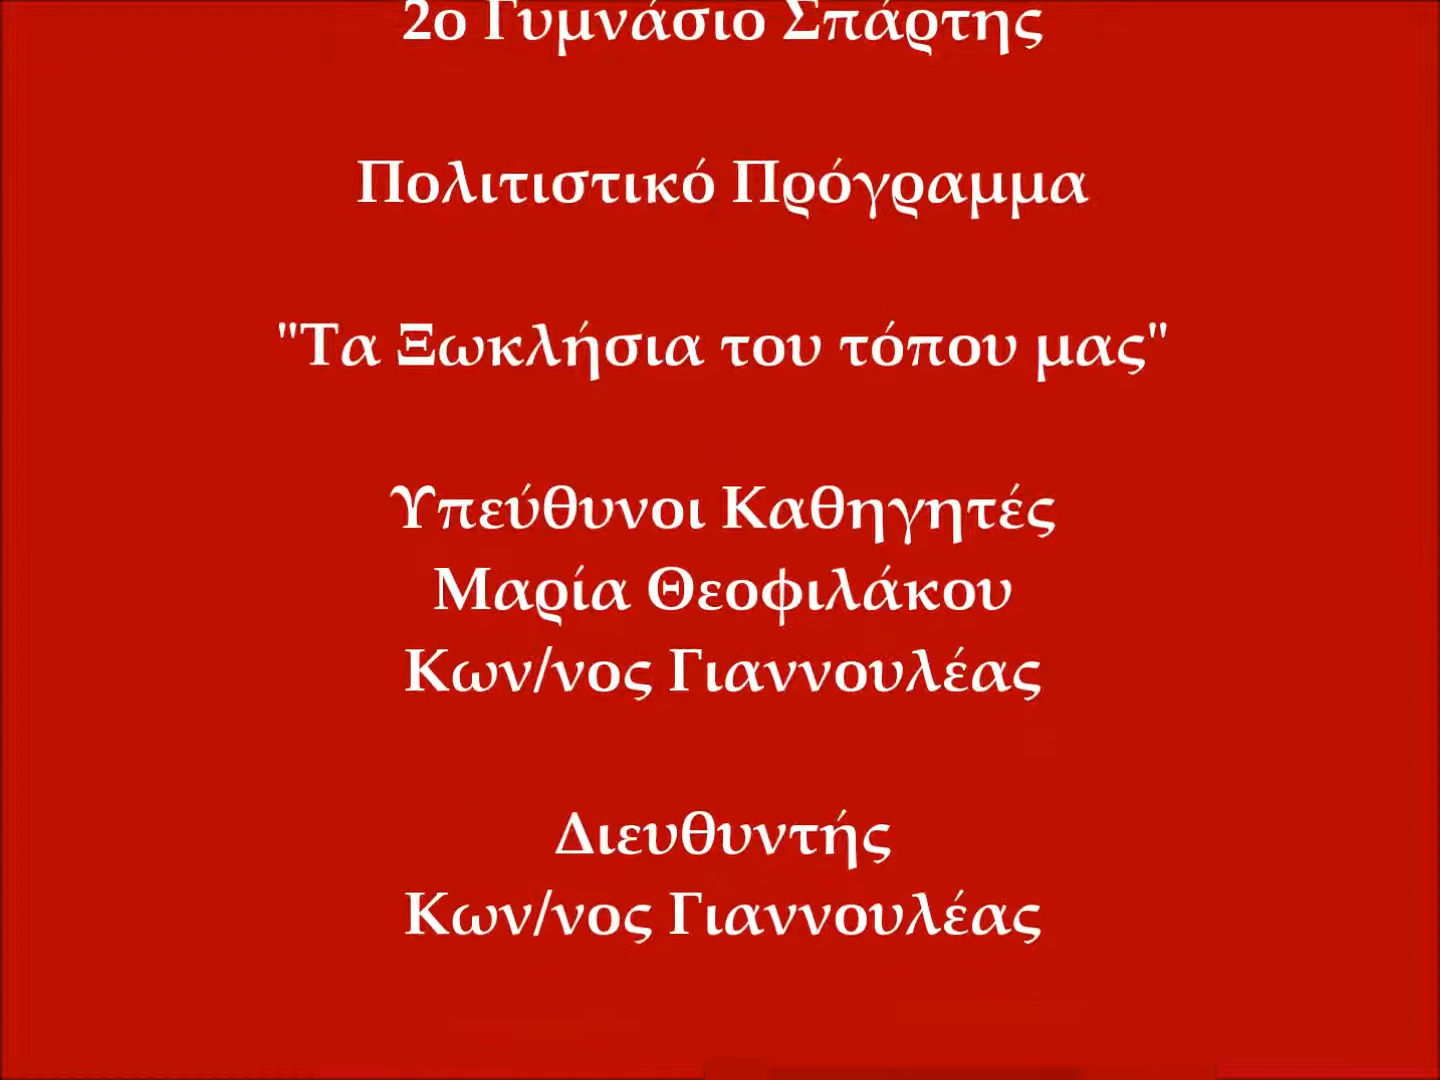 2ο Γυμνάσιο Σπάρτης
Πολιτιστικό Πρόγραμμα
"Τα Ξωκλήσια του τόπου μας"
Υπεύθυνοι Καθηγητές
Μαρία Θεοφιλάκου
Κων/νος Γιαννουλέας
Διευθυντής
Κων/νος Γιαννουλέας